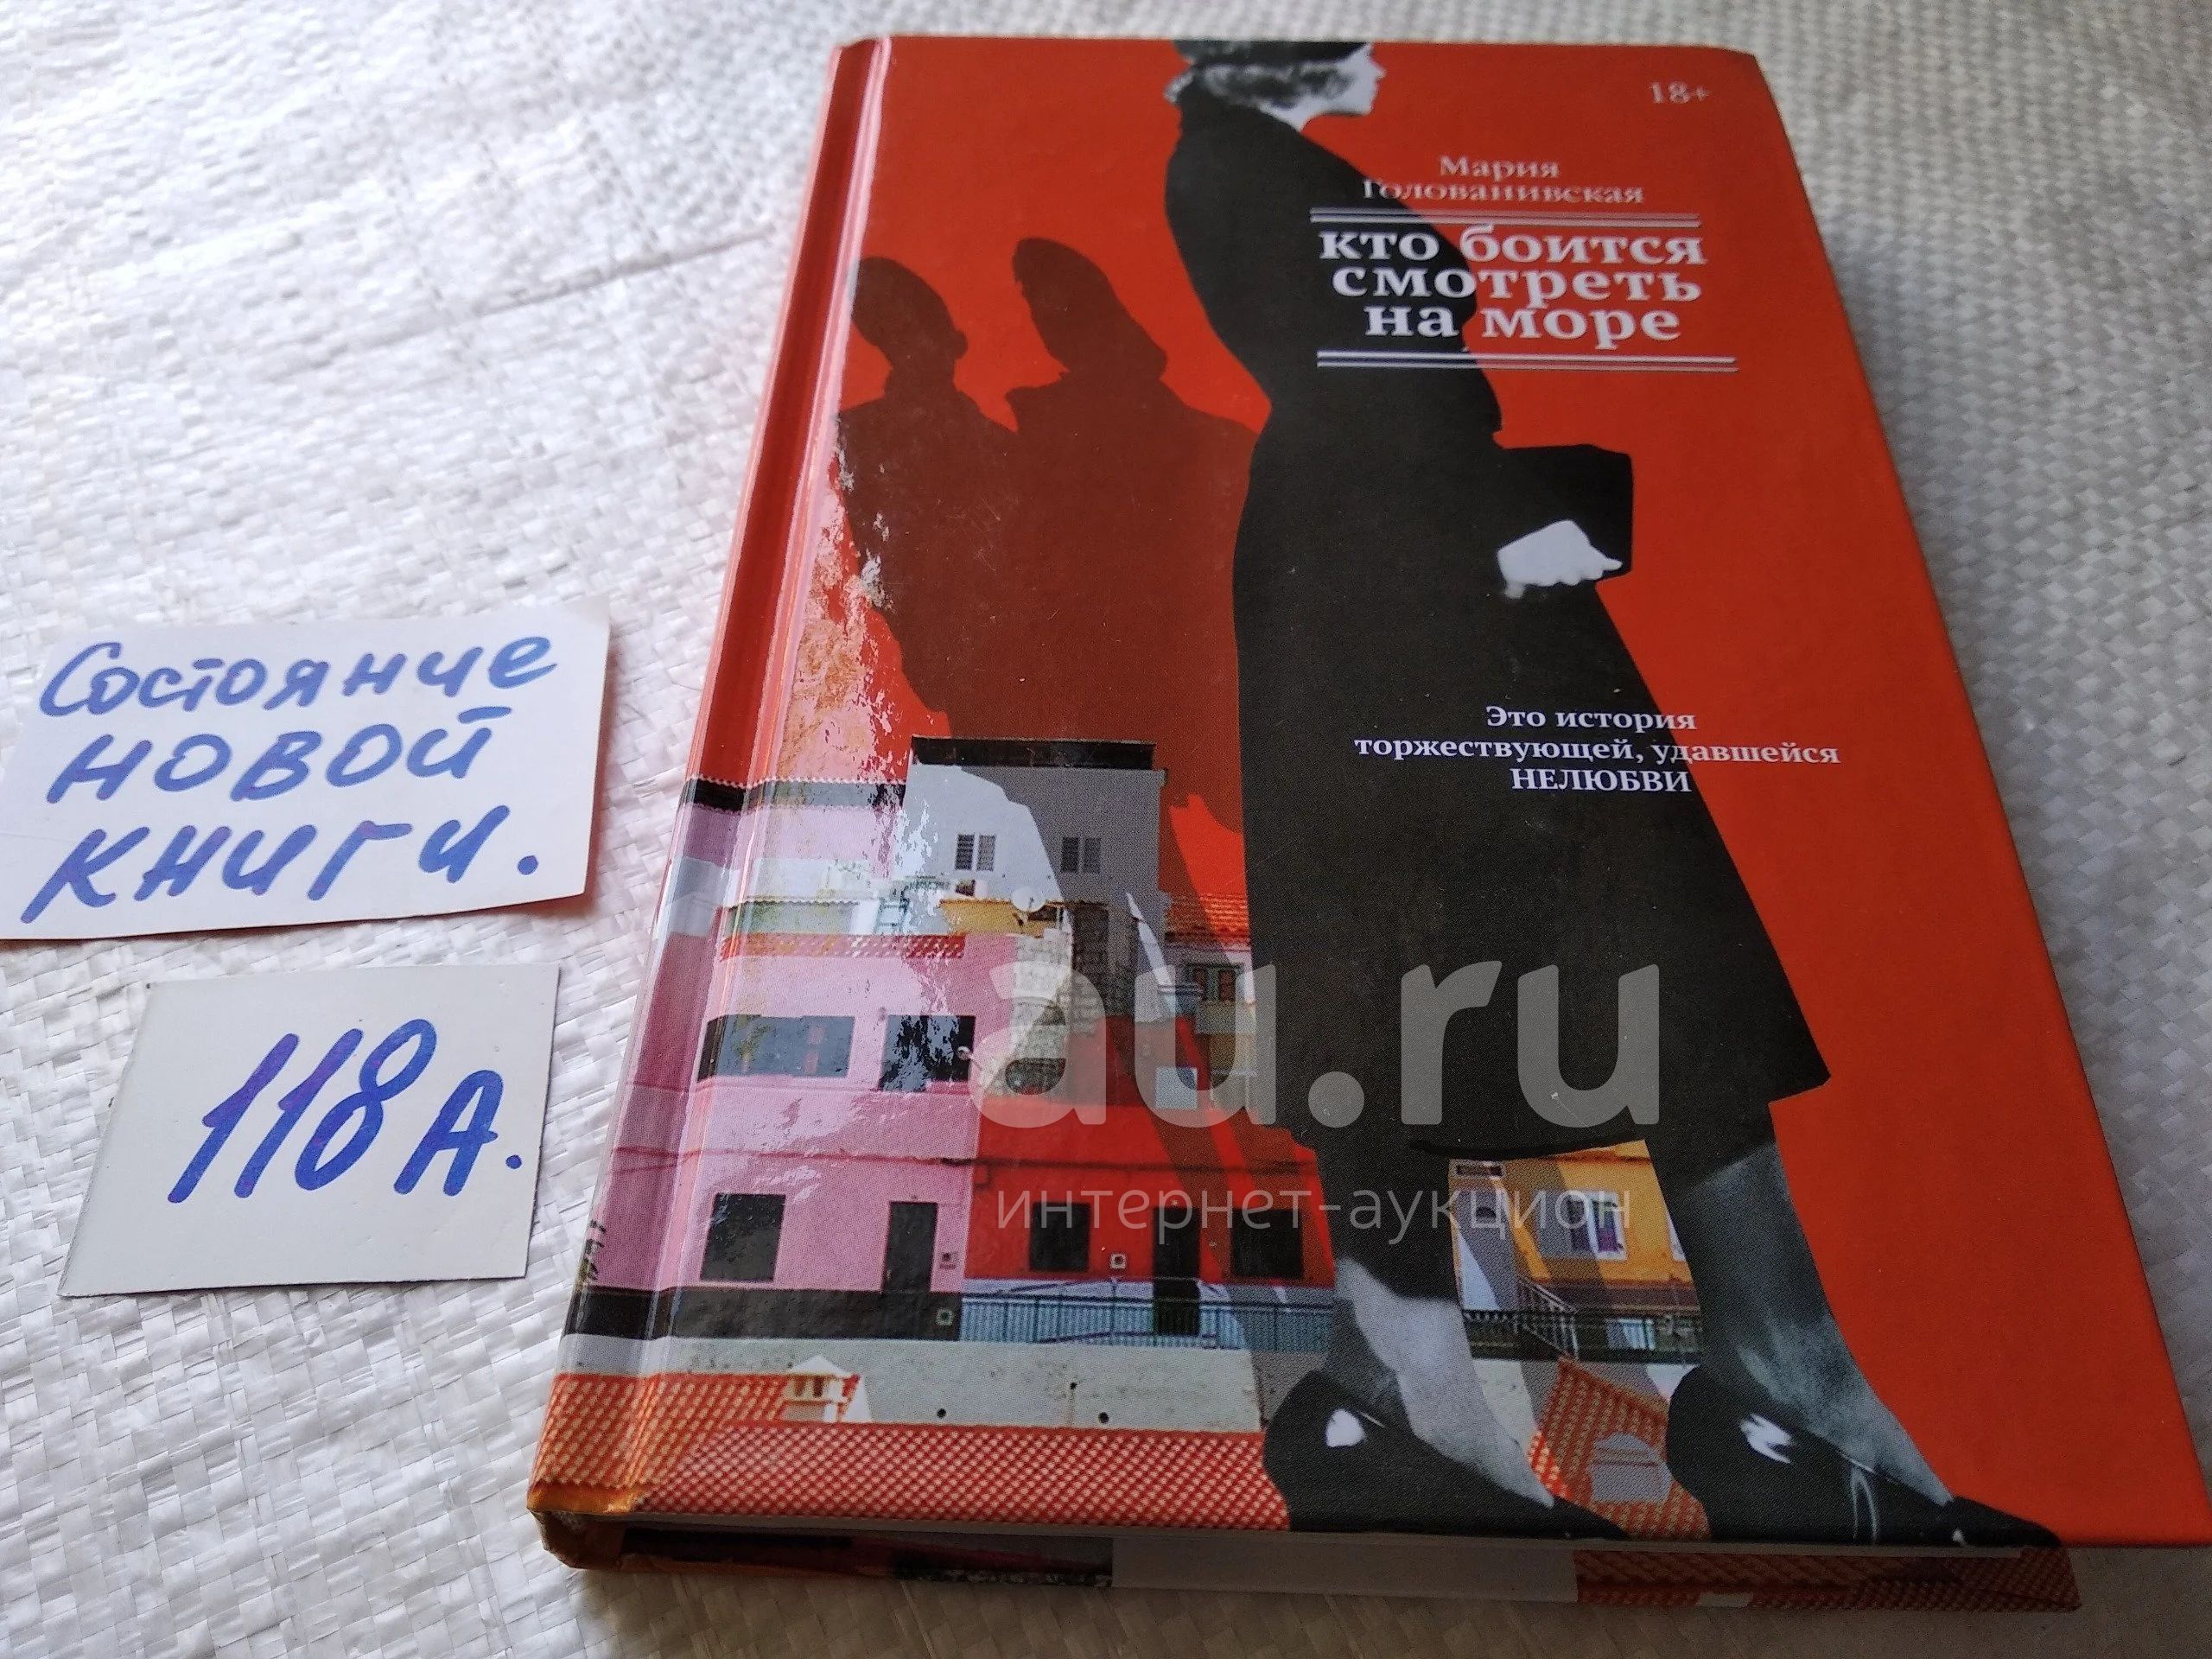 18+
Мария
Голованивская
кто боится
смотреть
на море
Это история
торжествующей, удавшейся
НЕЛЮБВИ
Состояние
новой
книги.
118А.
au.ru
интернет-аукцион